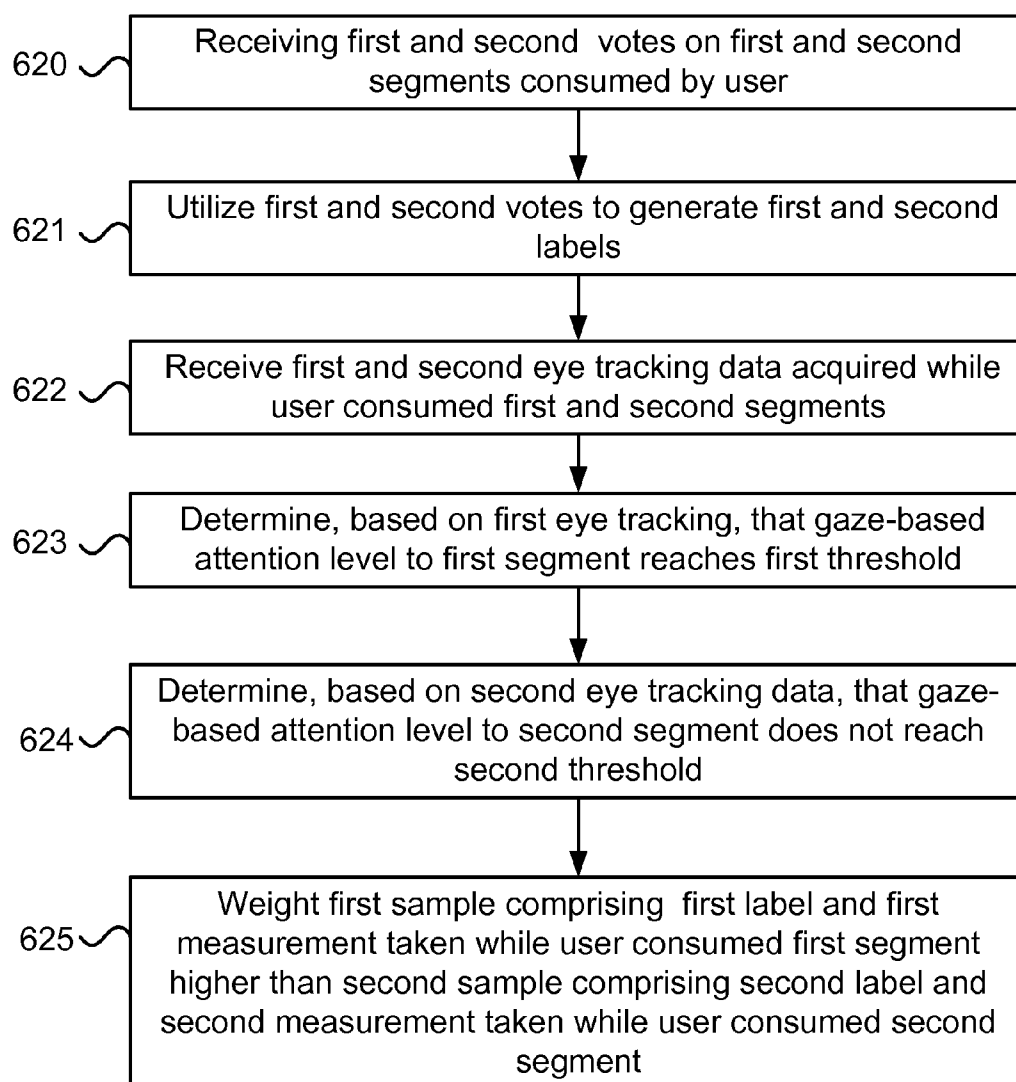 620
Receiving first and second votes on first and second
segments consumed by user
621
Utilize first and second votes to generate first and second
labels
622
Receive first and second eye tracking data acquired while
user consumed first and second segments
623
Determine, based on first eye tracking, that gaze-based
attention level to first segment reaches first threshold
624
Determine, based on second eye tracking data, that gaze-
based attention level to second segment does not reach
second threshold
625
Weight first sample comprising first label and first
measurement taken while user consumed first segment
higher than second sample comprising second label and
second measurement taken while user consumed second
segment